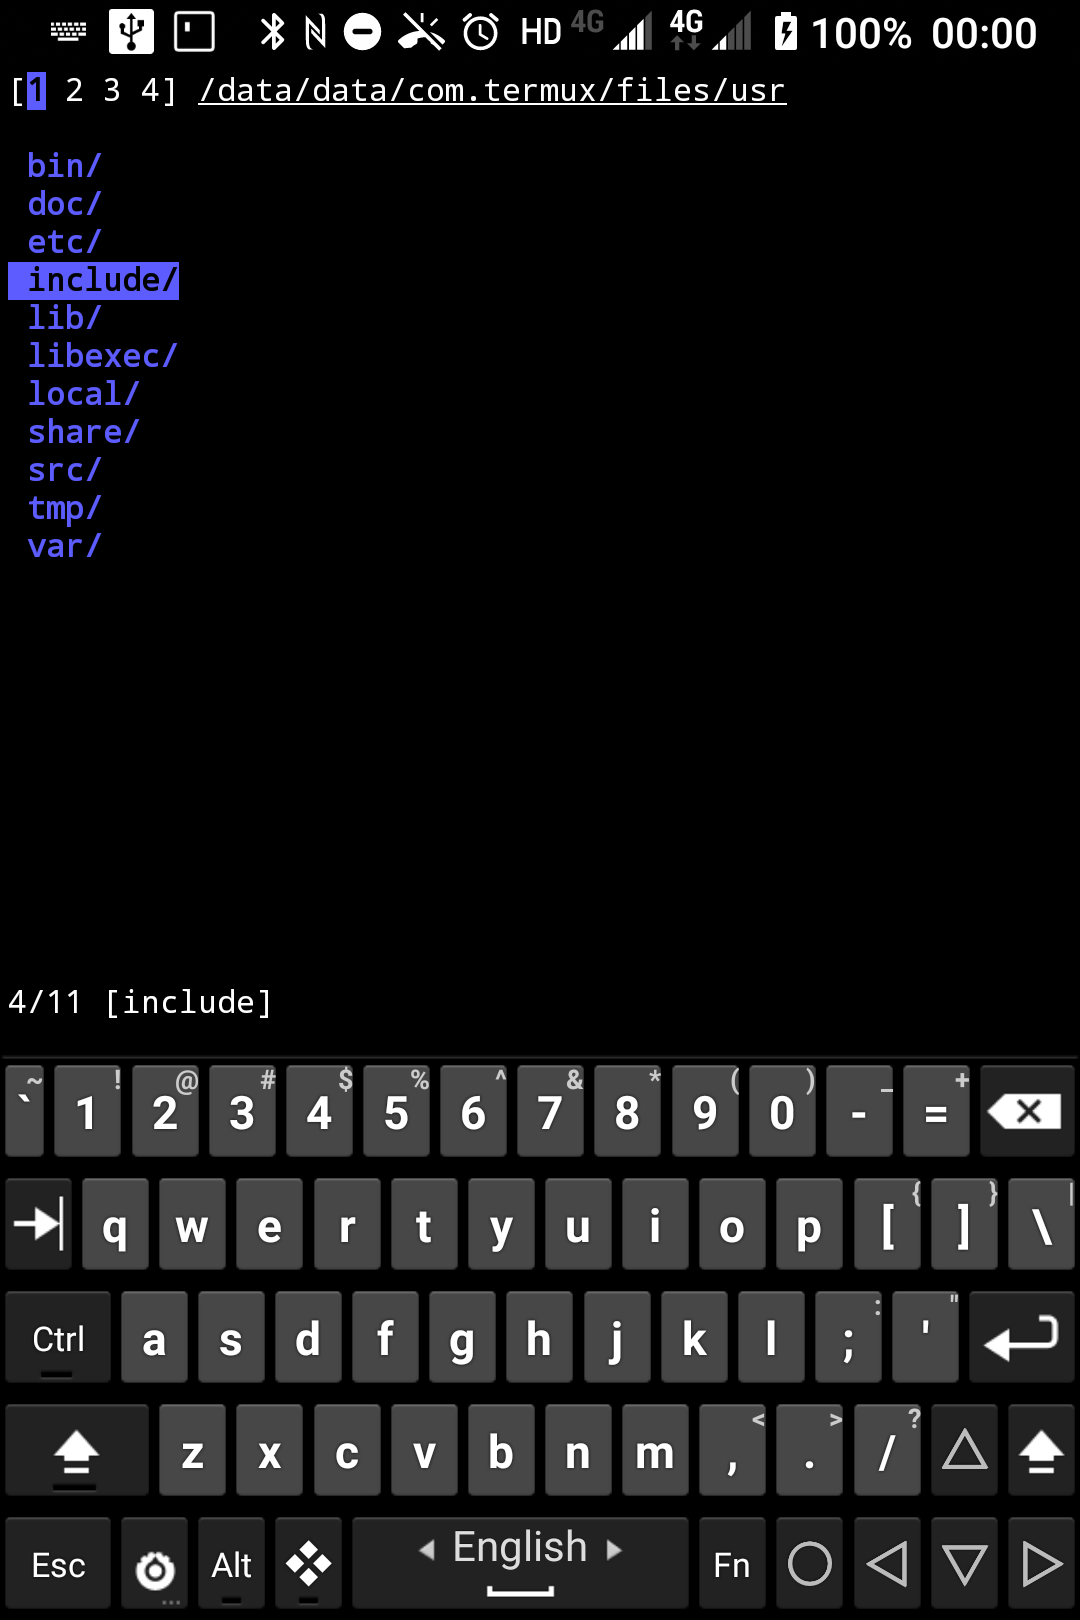 HD 4G 4G 100% 00:00
[1 2 3 4] /data/data/com.termux/files/usr
bin/
doc/
etc/
include/
lib/
libexec/
local/
share/
src/
tmp/
var/
4/11 [include]
~ ! @ # $ % ^ & * ( ) _ +
` 1 2 3 4 5 6 7 8 9 0 - =
{ } |
q w e r t y u i o p [ ] \
: "
Ctrl a s d f g h j k l ; '
< > ?
z x c v b n m , . /
Esc Alt English Fn